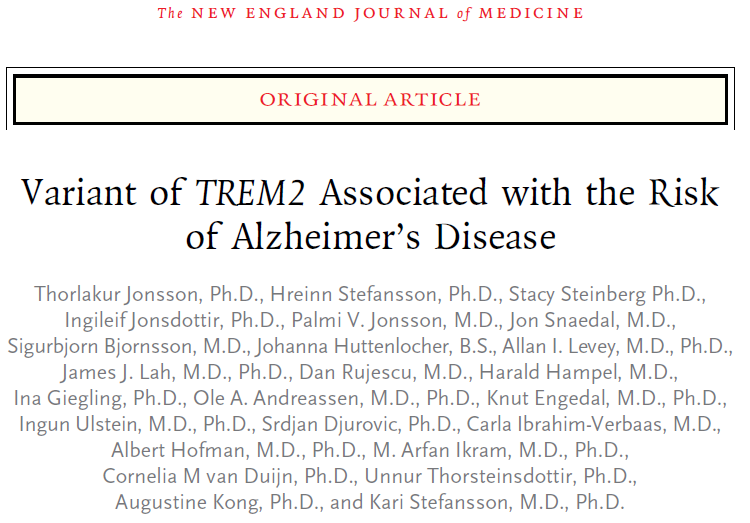 The NEW ENGLAND JOURNAL of MEDICINE
ORIGINAL ARTICLE
Variant of TREM2 Associated with the Risk
of Alzheimer's Disease
Thorlakur Jonsson, Ph.D., Hreinn Stefansson, Ph.D., Stacy Steinberg Ph.D.,
Ingileif Jonsdottir, Ph.D., Palmi V. Jonsson, M.D., Jon Snaedal, M.D.,
Sigurbjorn Bjornsson, M.D., Johanna Huttenlocher, B.S., Allan I. Levey, M.D., Ph.D.,
James J. Lah, M.D., Ph.D., Dan Rujescu, M.D., Harald Hampel, M.D.,
Ina Giegling, Ph.D., Ole A. Andreassen, M.D., Ph.D., Knut Engedal, M.D., Ph.D.,
Ingun Ulstein, M.D., Ph.D., Srdjan Djurovic, Ph.D., Carla Ibrahim-Verbaas, M.D.,
Albert Hofman, M.D., Ph.D., M. Arfan Ikram, M.D., Ph.D.,
Cornelia M van Duijn, Ph.D., Unnur Thorsteinsdottir, Ph.D.,
Augustine Kong, Ph.D., and Kari Stefansson, M.D., Ph.D.